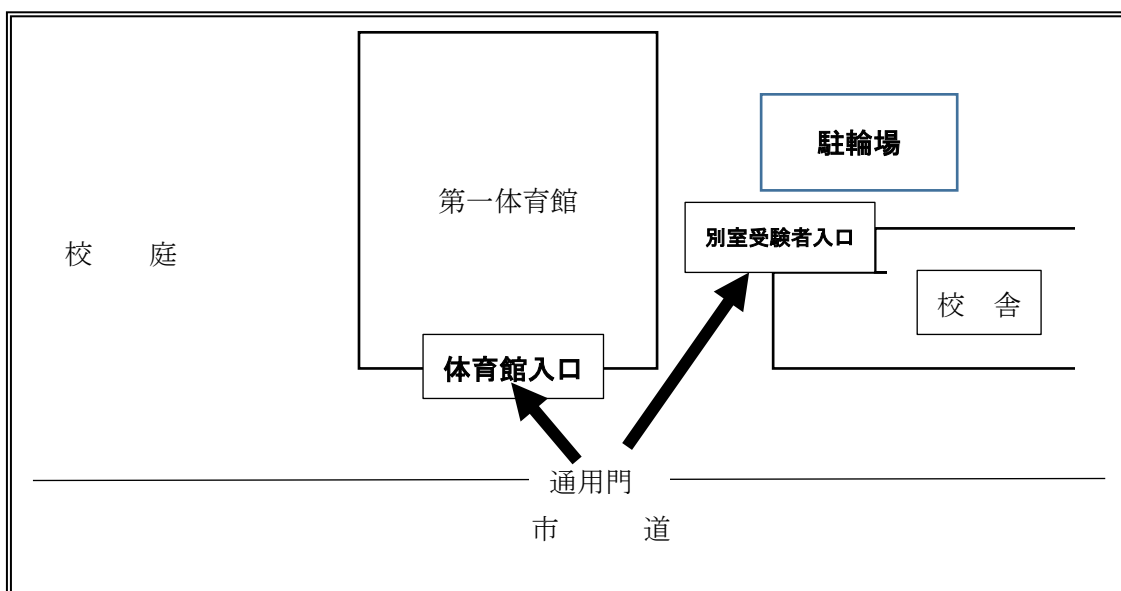 駐輪場
第一体育館
別室受験者入口
校　庭
校　舎
体育館入口
通用門
市　　道